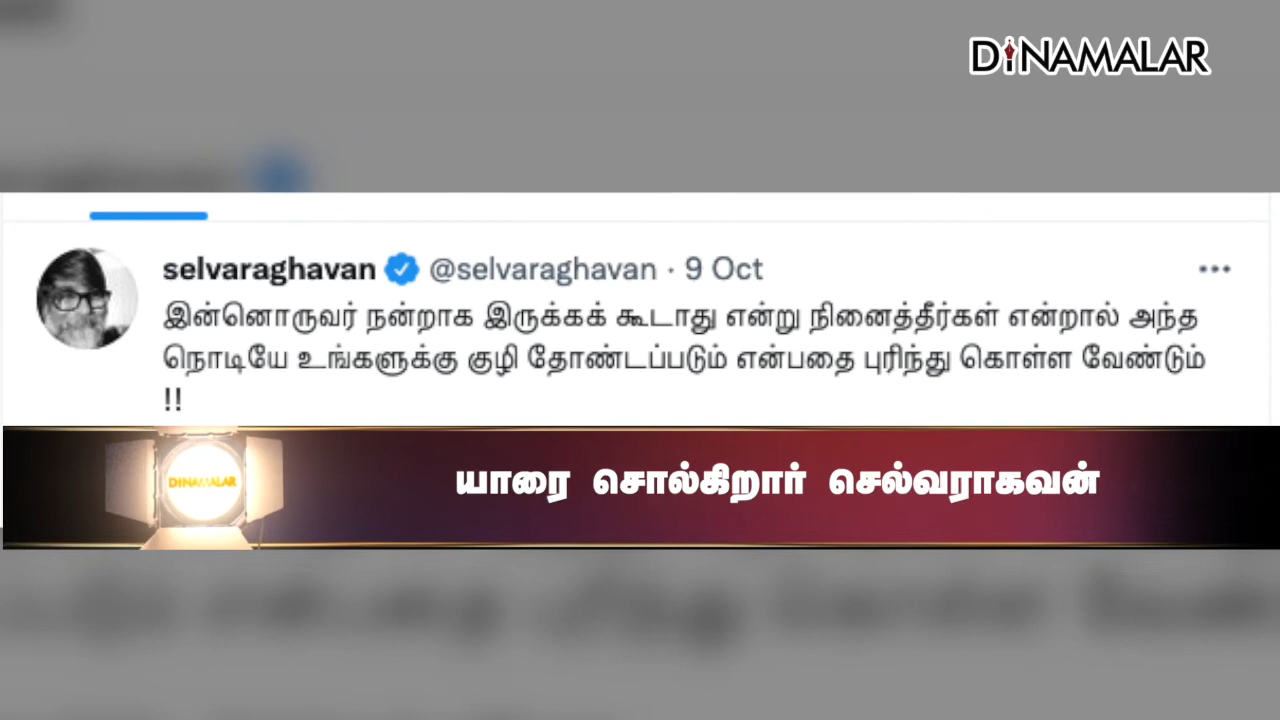 DINAMALAR
selvaraghavan @selvaraghavan · 9 Oct
இன்னொருவர் நன்றாக இருக்கக் கூடாது என்று நினைத்தீர்கள் என்றால் அந்த
நொடியே உங்களுக்கு குழி தோண்டப்படும் என்பதை புரிந்து கொள்ள வேண்டும்
!!
DINAMALAR
யாரை சொல்கிறார் செல்வராகவன்